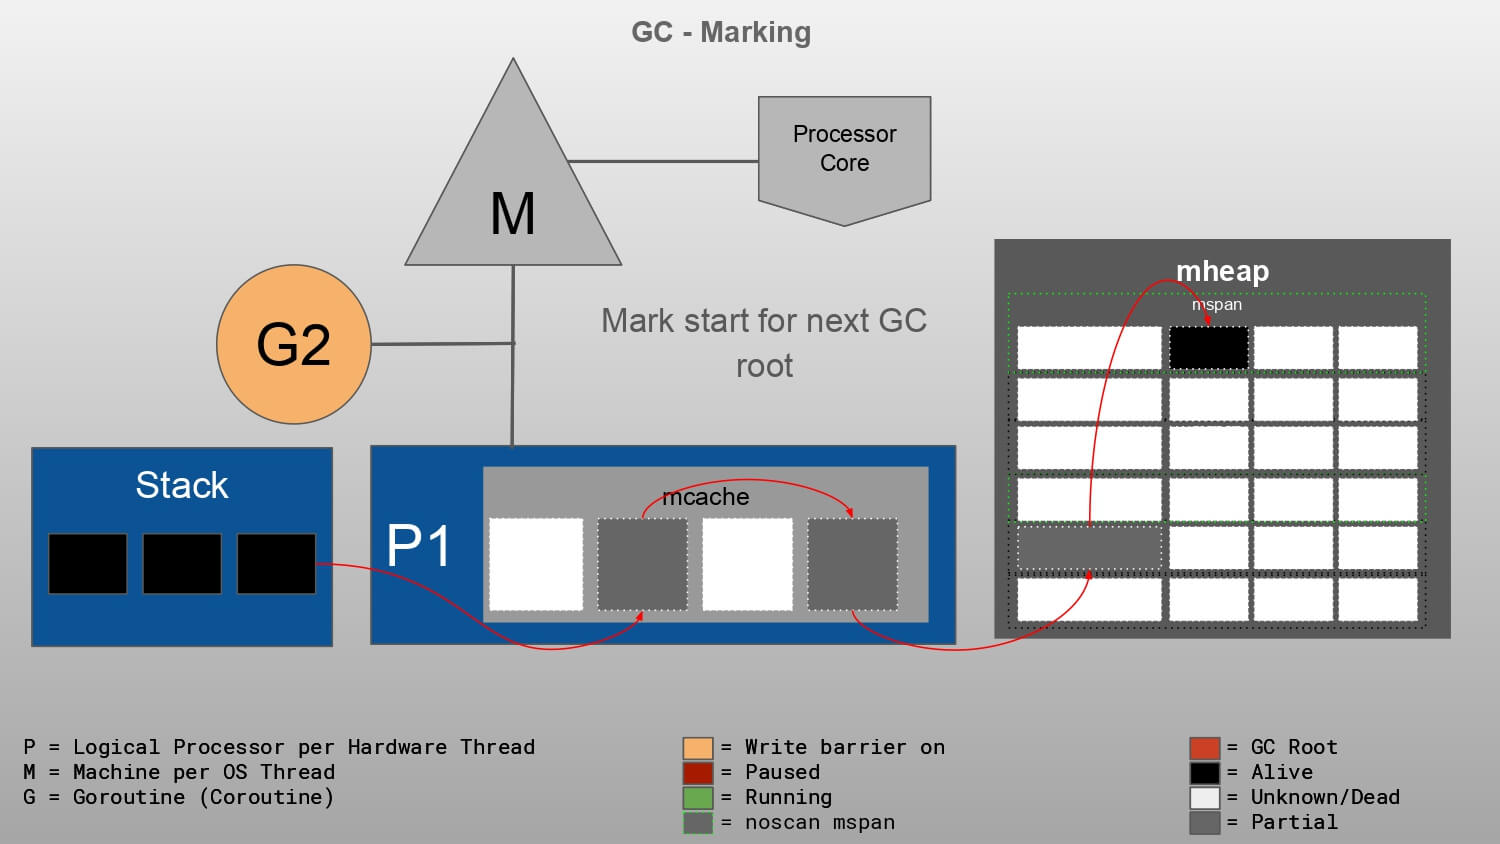 GC - Marking
Processor
Core
M
mheap
mspan
G2
Mark start for next GC
root
Stack
mcache
P1
P = Logical Processor per Hardware Thread
M = Machine per OS Thread
G = Goroutine (Coroutine)
= Write barrier on
= Paused
= Running
= noscan mspan
= GC Root
= Alive
= Unknown/Dead
= Partial